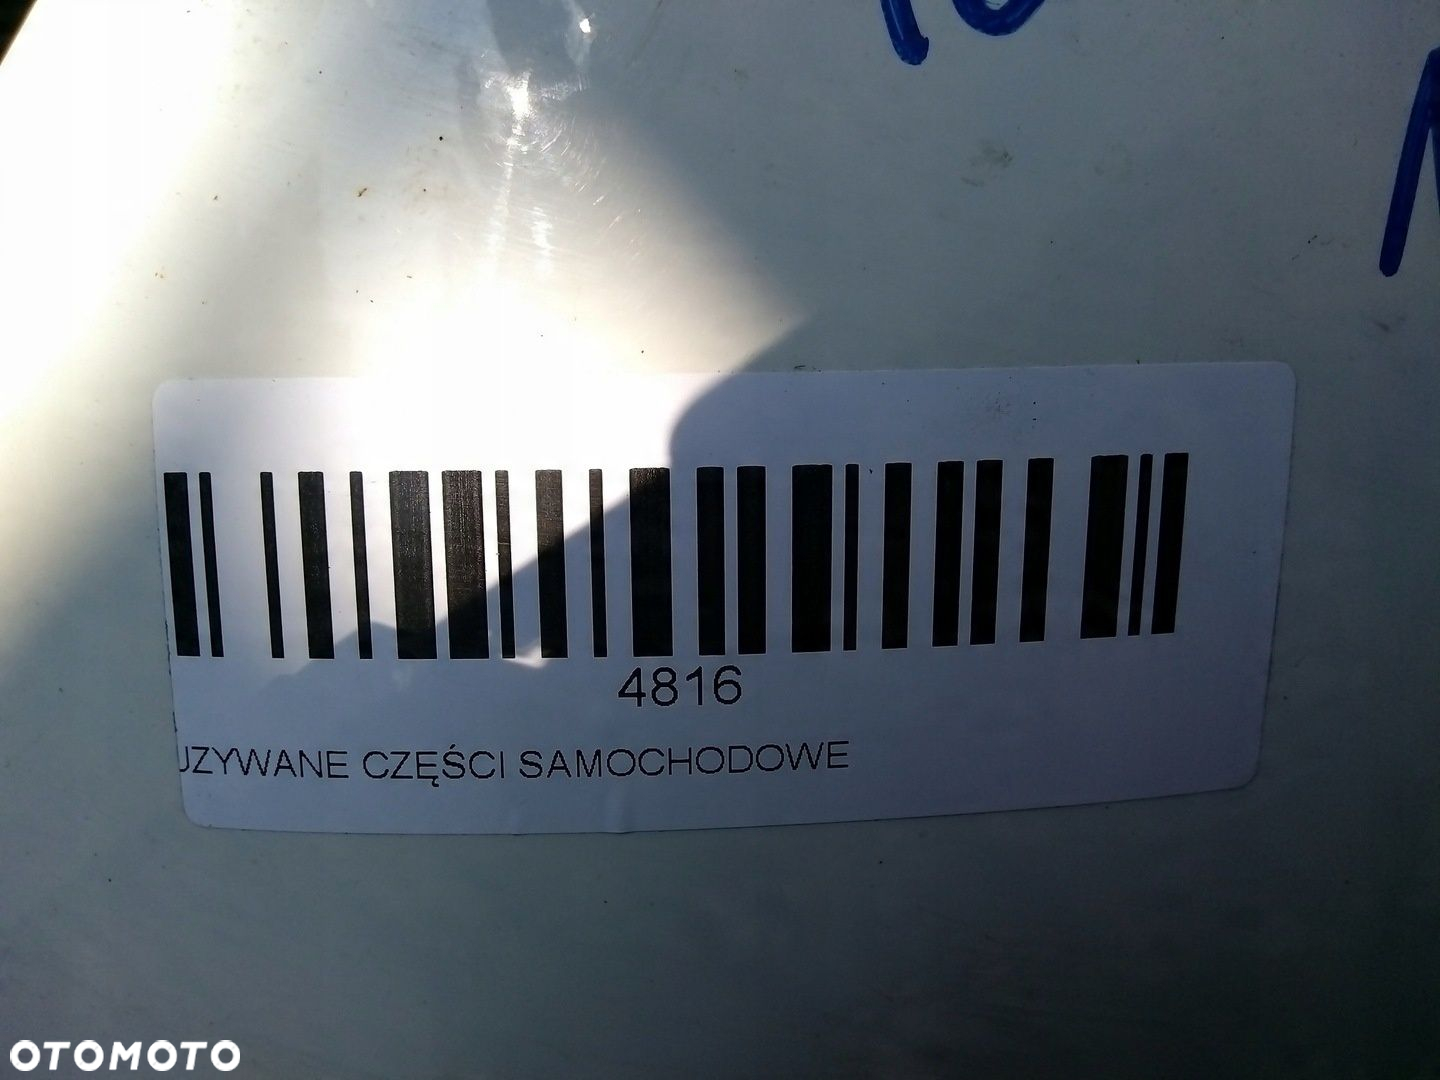 4816
UZYWANE CZĘŚCI SAMOCHODOWE
OTOMOTO